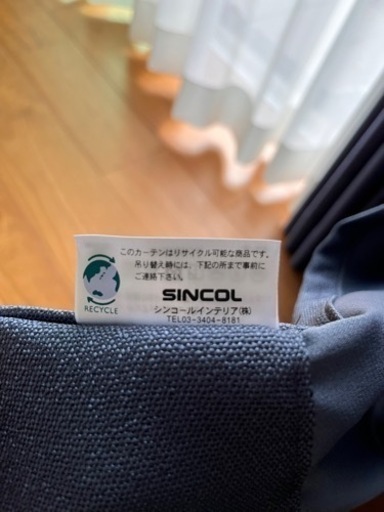 このカーテンはリサイクル可能な商品です。
吊り替え時には、下記の所まで事前に
ご連絡下さい。
SINCOL
シンコールインテリア(株)
TEL03-3404-8181
RECYCLE